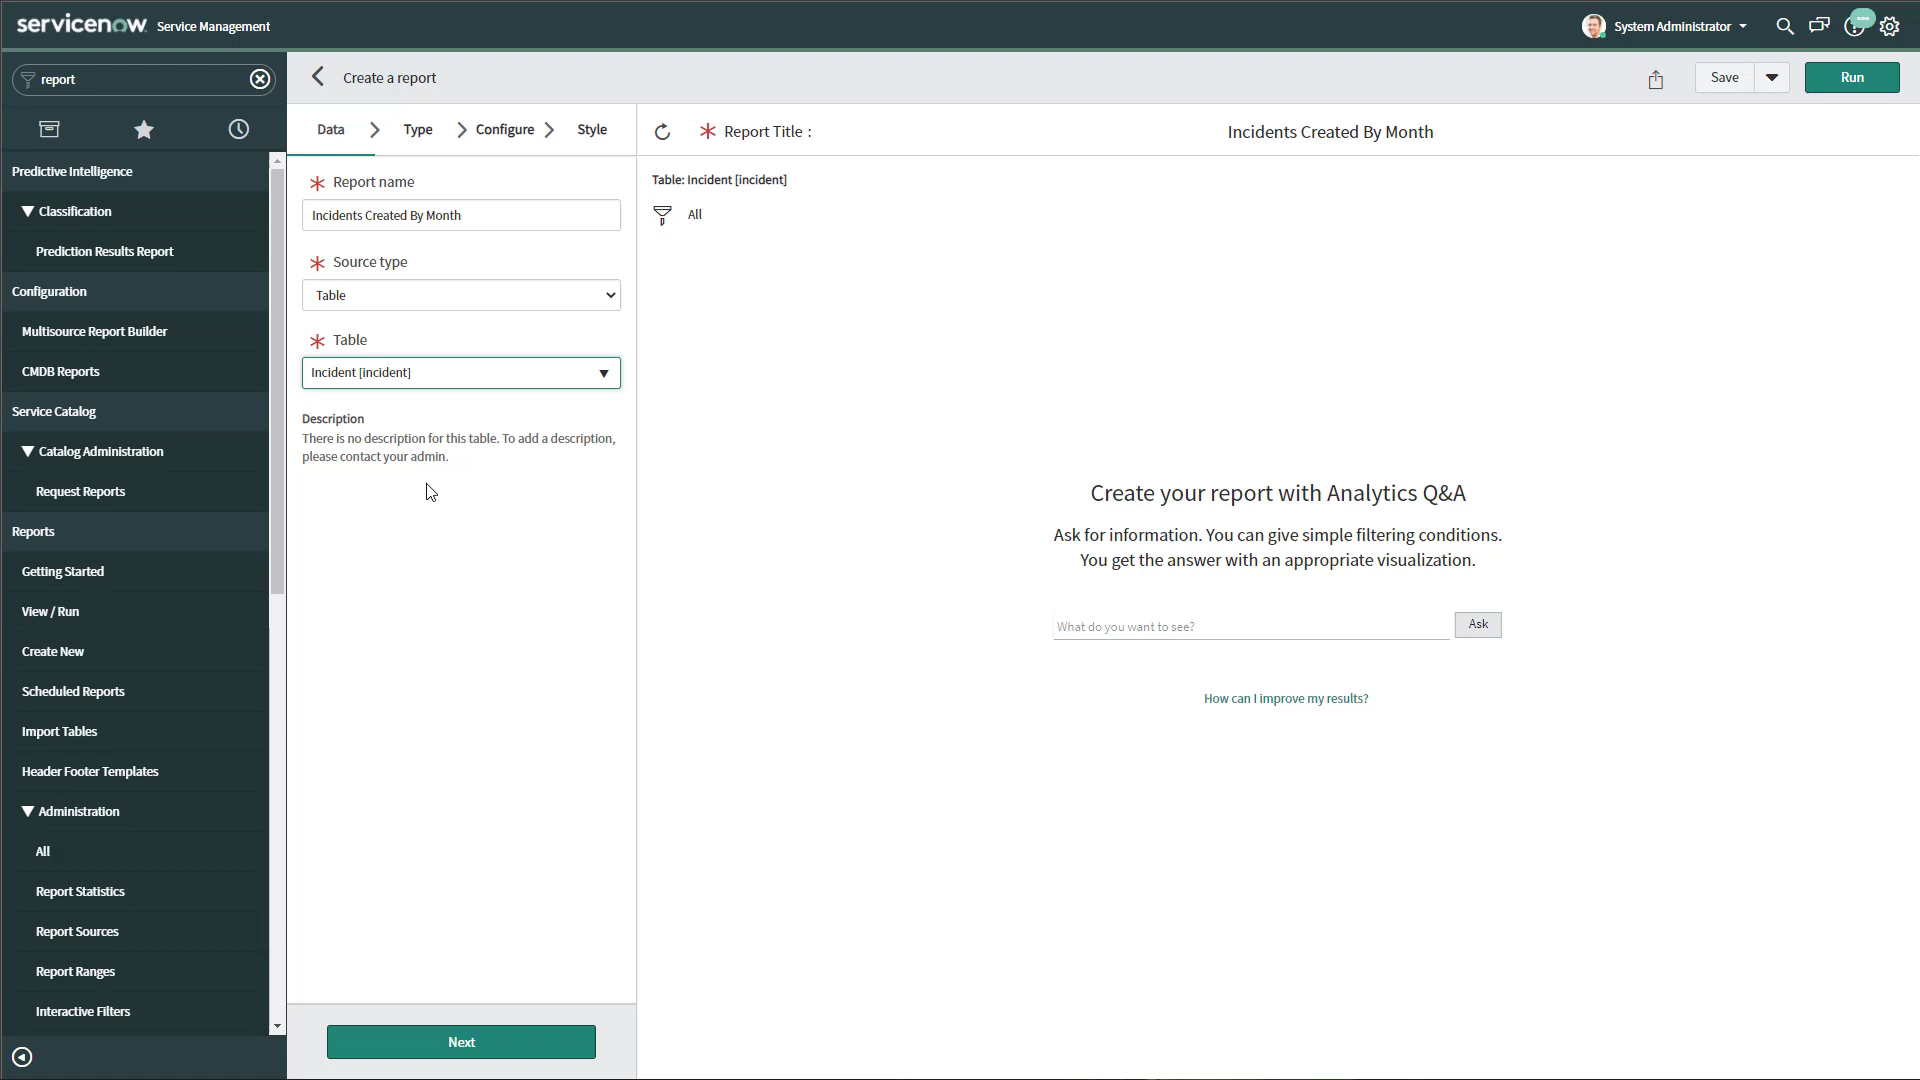 servicenow Service Management
System Administrator
report
Create a report
Save
Run
Data
Type
Configure
Style
Report Title :
Incidents Created By Month
Predictive Intelligence
Classification
Prediction Results Report
Configuration
Multisource Report Builder
CMDB Reports
Service Catalog
Catalog Administration
Request Reports
Reports
Getting Started
View / Run
Create New
Scheduled Reports
Import Tables
Header Footer Templates
Administration
All
Report Statistics
Report Sources
Report Ranges
Interactive Filters
Report name
Incidents Created By Month
Source type
Table
Table
Incident [incident]
Description
There is no description for this table. To add a description,
please contact your admin.
Next
Table: Incident [incident]
All
Create your report with Analytics Q&A
Ask for information. You can give simple filtering conditions.
You get the answer with an appropriate visualization.
What do you want to see?
Ask
How can I improve my results?